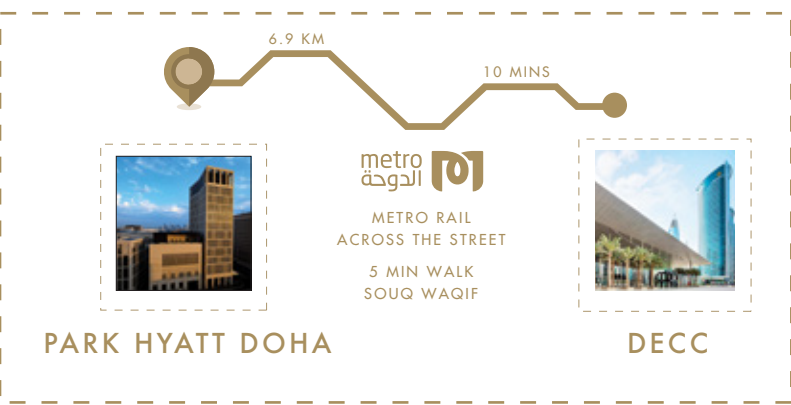 6.9 KM
10 MINS
metro
الدوحة
METRO RAIL
ACROSS THE STREET
5 MIN WALK
SOUQ WAQIF
PARK HYATT DOHA
DECC